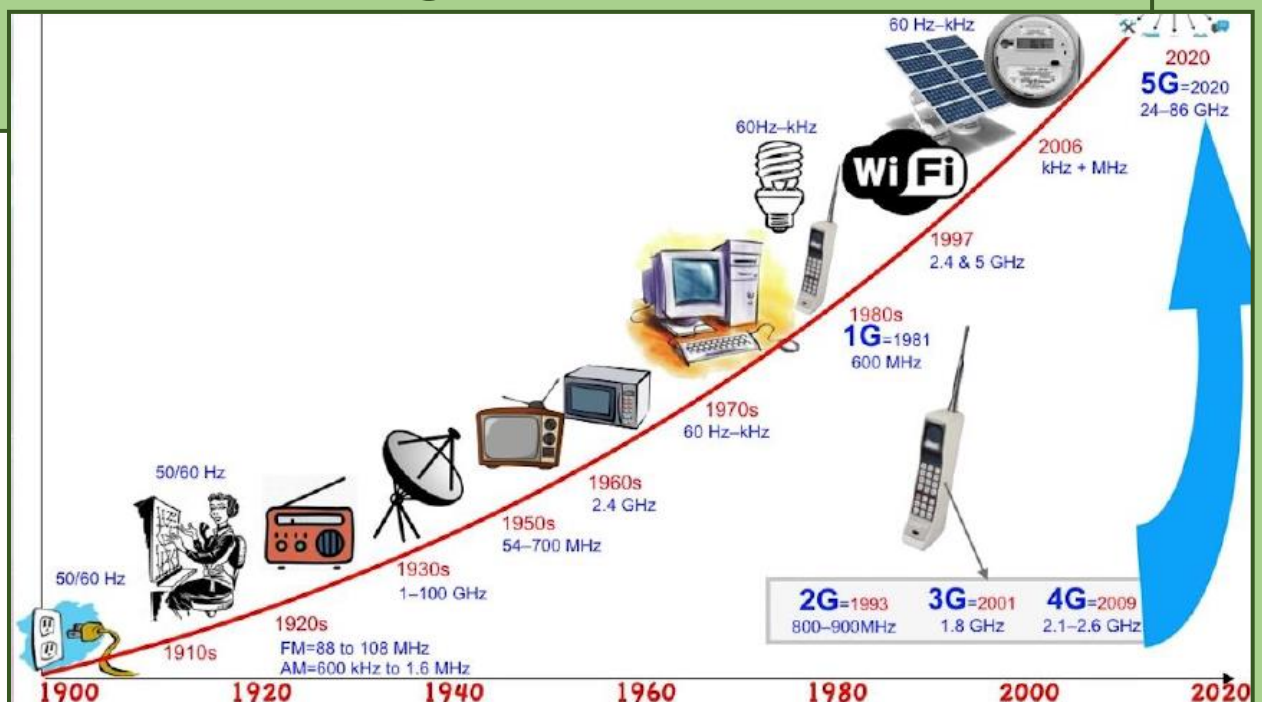 60 Hz–kHz
2020
5G=2020
24–86 GHz
60Hz–kHz
2006
kHz + MHz
Wi Fi
1997
2.4 & 5 GHz
1980s
1G=1981
600 MHz
1970s
60 Hz–kHz
50/60 Hz
1960s
2.4 GHz
1950s
54–700 MHz
50/60 Hz
1930s
1–100 GHz
2G=1993 3G=2001 4G=2009
800–900MHz 1.8 GHz 2.1–2.6 GHz
1920s
FM=88 to 108 MHz
AM=600 kHz to 1.6 MHz
1910s
1900 1920 1940 1960 1980 2000 2020